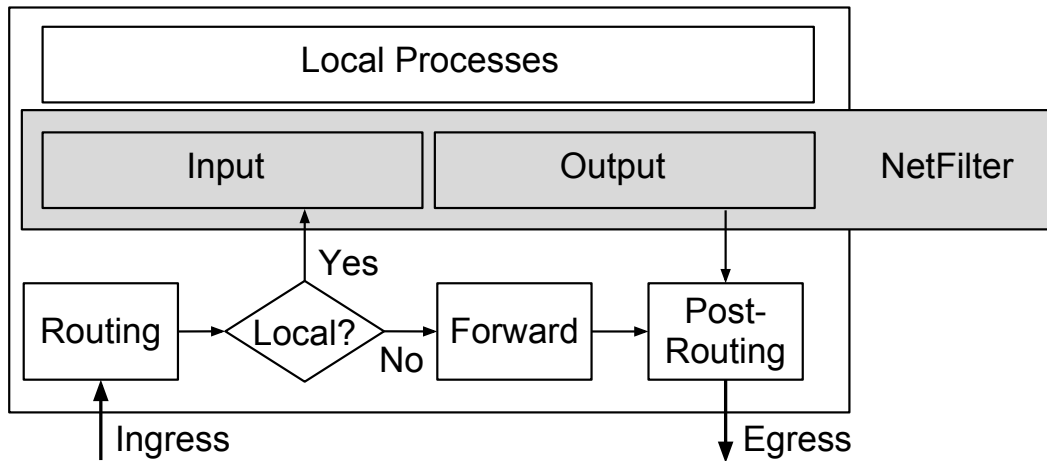 Local Processes
Input
Output
NetFilter
Yes
Routing
Local?
No
Forward
Post-
Routing
Ingress
Egress